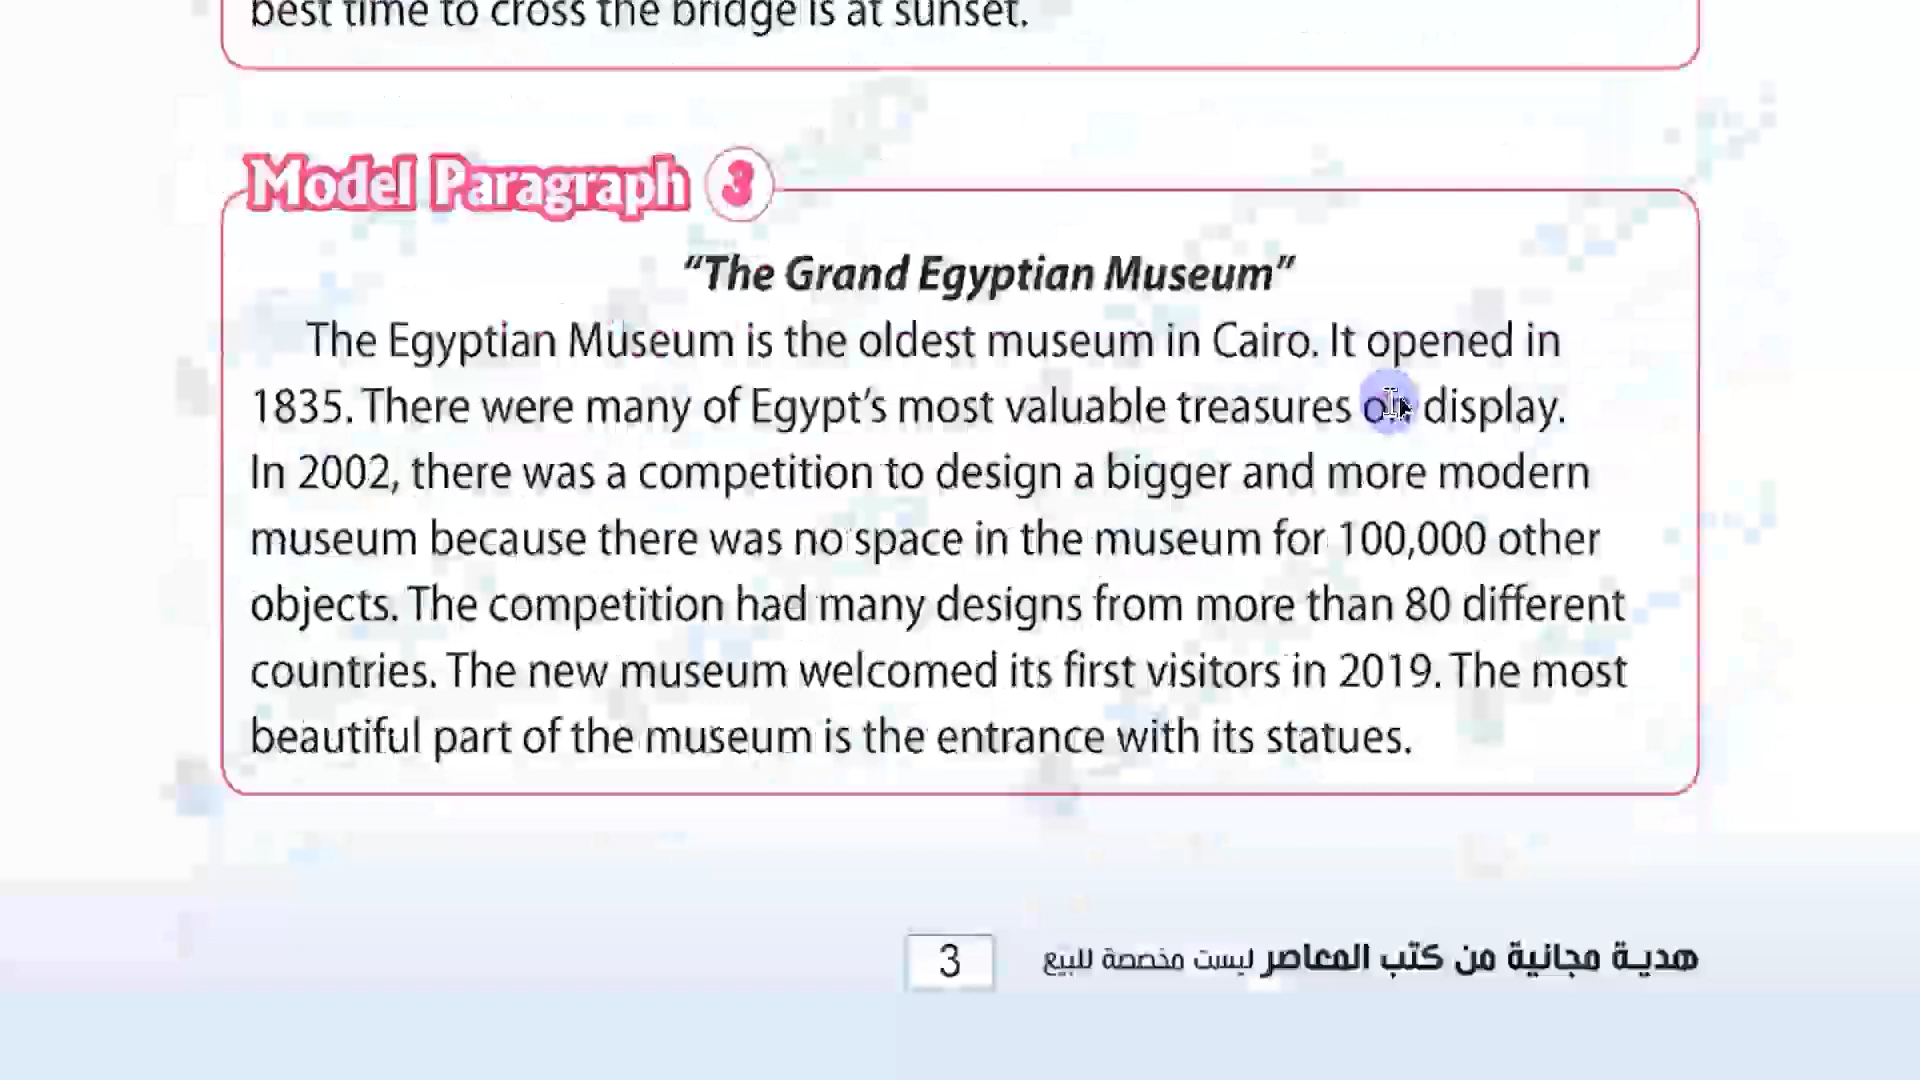 best time to cross the bridge is at sunset.
Model Paragraph 3
“The Grand Egyptian Museum”
The Egyptian Museum is the oldest museum in Cairo. It opened in
1835. There were many of Egypt’s most valuable treasures on display.
In 2002, there was a competition to design a bigger and more modern
museum because there was no space in the museum for 100,000 other
objects. The competition had many designs from more than 80 different
countries. The new museum welcomed its first visitors in 2019. The most
beautiful part of the museum is the entrance with its statues.
هدية مجانية من كتب المعاصر ليست مخصصة للبيع
3